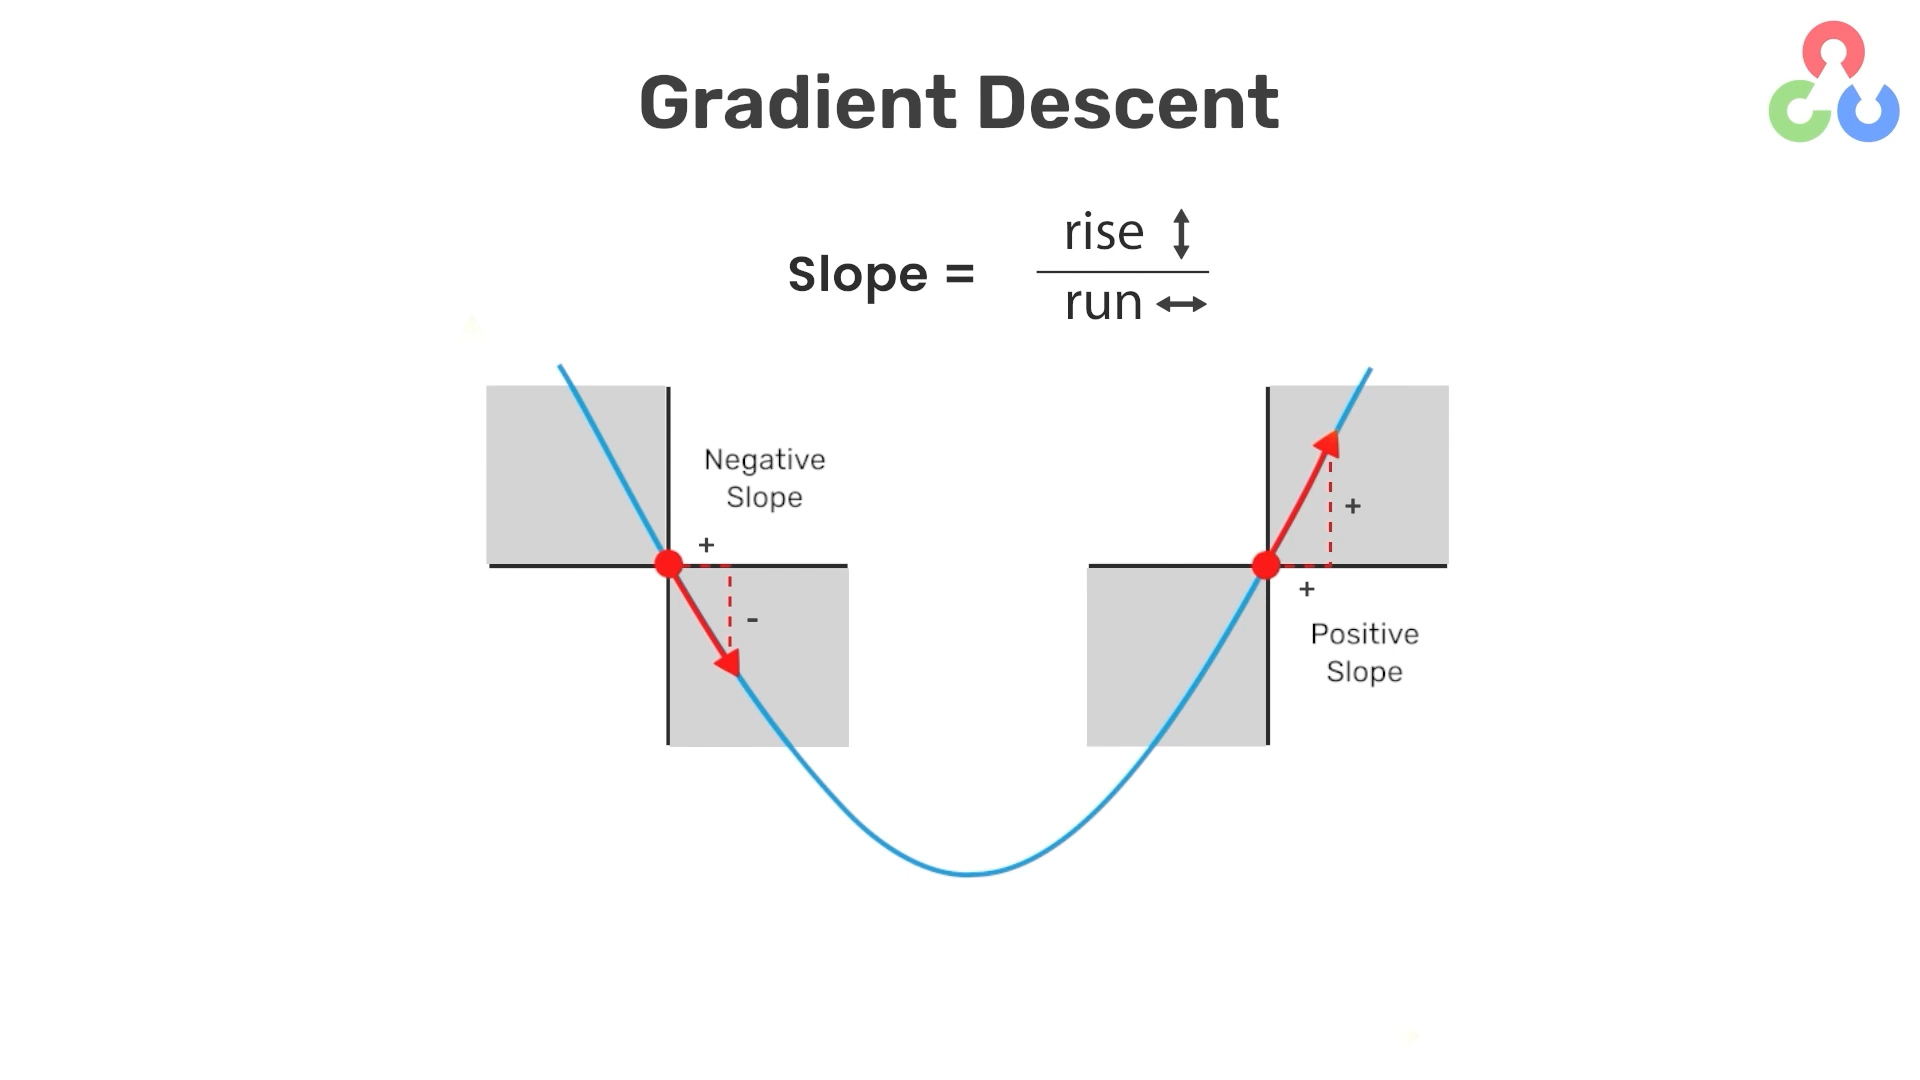 Gradient Descent
Slope = rise
run
Negative
Slope
+
-
+
+
Positive
Slope